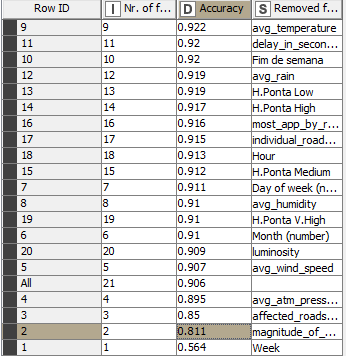 Row ID I Nr. of f... D Accuracy S Removed f...
9 9 0.922 avg_temperature
11 11 0.92 delay_in_secon...
10 10 0.92 Fim de semana
12 12 0.919 avg_rain
13 13 0.919 H.Ponta Low
14 14 0.917 H.Ponta High
16 16 0.916 most_app_by_r...
17 17 0.915 individual_road...
18 18 0.913 Hour
15 15 0.912 H.Ponta Medium
7 7 0.911 Day of week (n...
8 8 0.91 avg_humidity
19 19 0.91 H.Ponta V.High
6 6 0.91 Month (number)
20 20 0.909 luminosity
5 5 0.907 avg_wind_speed
All 21 0.906
4 4 0.895 avg_atm_press...
3 3 0.85 affected_roads...
2 2 0.811 magnitude_of_...
1 1 0.564 Week